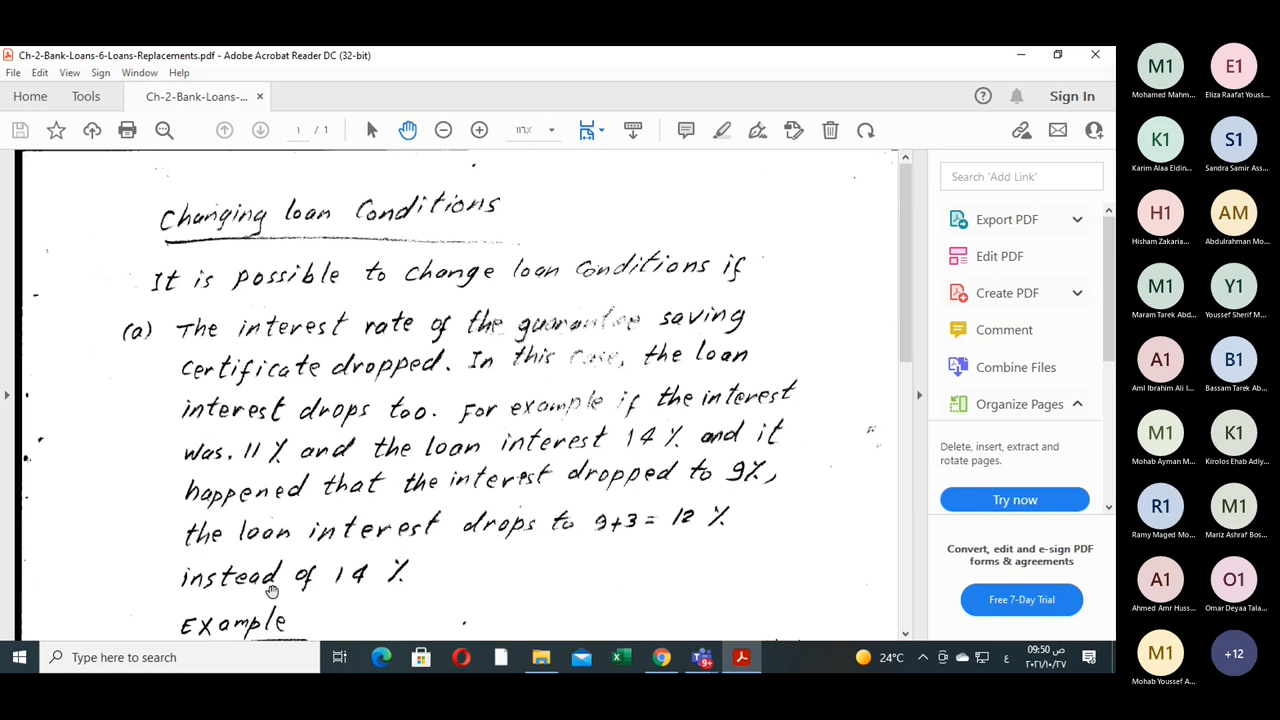 Ch-2-Bank-Loans-6-Loans-Replacements.pdf - Adobe Acrobat Reader DC (32-bit)
File Edit View Sign Window Help
Home Tools Ch-2-Bank-Loans-... Sign In
١ / 1 ١١٦٪
Changing loan Conditions
It is possible to change loan conditions if
(a) The interest rate of the guarantee saving
certificate dropped. In this case, the loan
interest drops too. For example if the interest
was. 11 % and the loan interest 14 % and it
happened that the interest dropped to 9%,
the loan interest drops to 9+3 = 12 %
instead of 14 %
Example
Search 'Add Link'
Export PDF
Edit PDF
Create PDF
Comment
Combine Files
Organize Pages
Delete, insert, extract and
rotate pages.
Try now
Convert, edit and e-sign PDF
forms & agreements
Free 7-Day Trial
M1 E1
Mohamed Mahm... Eliza Raafat Youss...
K1 S1
Karim Alaa Eldin... Sandra Samir Ass...
H1 AM
Hisham Zakaria... Abdulrahman Mo...
M1 Y1
Maram Tarek Abd... Youssef Sherif M...
A1 B1
Aml Ibrahim Ali I... Bassam Tarek Ab...
M1 K1
Mohab Ayman M... Kirolos Ehab Adly...
R1 M1
Ramy Maged Mo... Mariz Ashraf Bos...
A1 O1
Ahmed Amr Huss... Omar Deyaa Tala...
M1 +12
Mohab Youssef A...
Type here to search
9+
24°C
ع
09:50 ص
٢٠٢١/١٠/٢٧